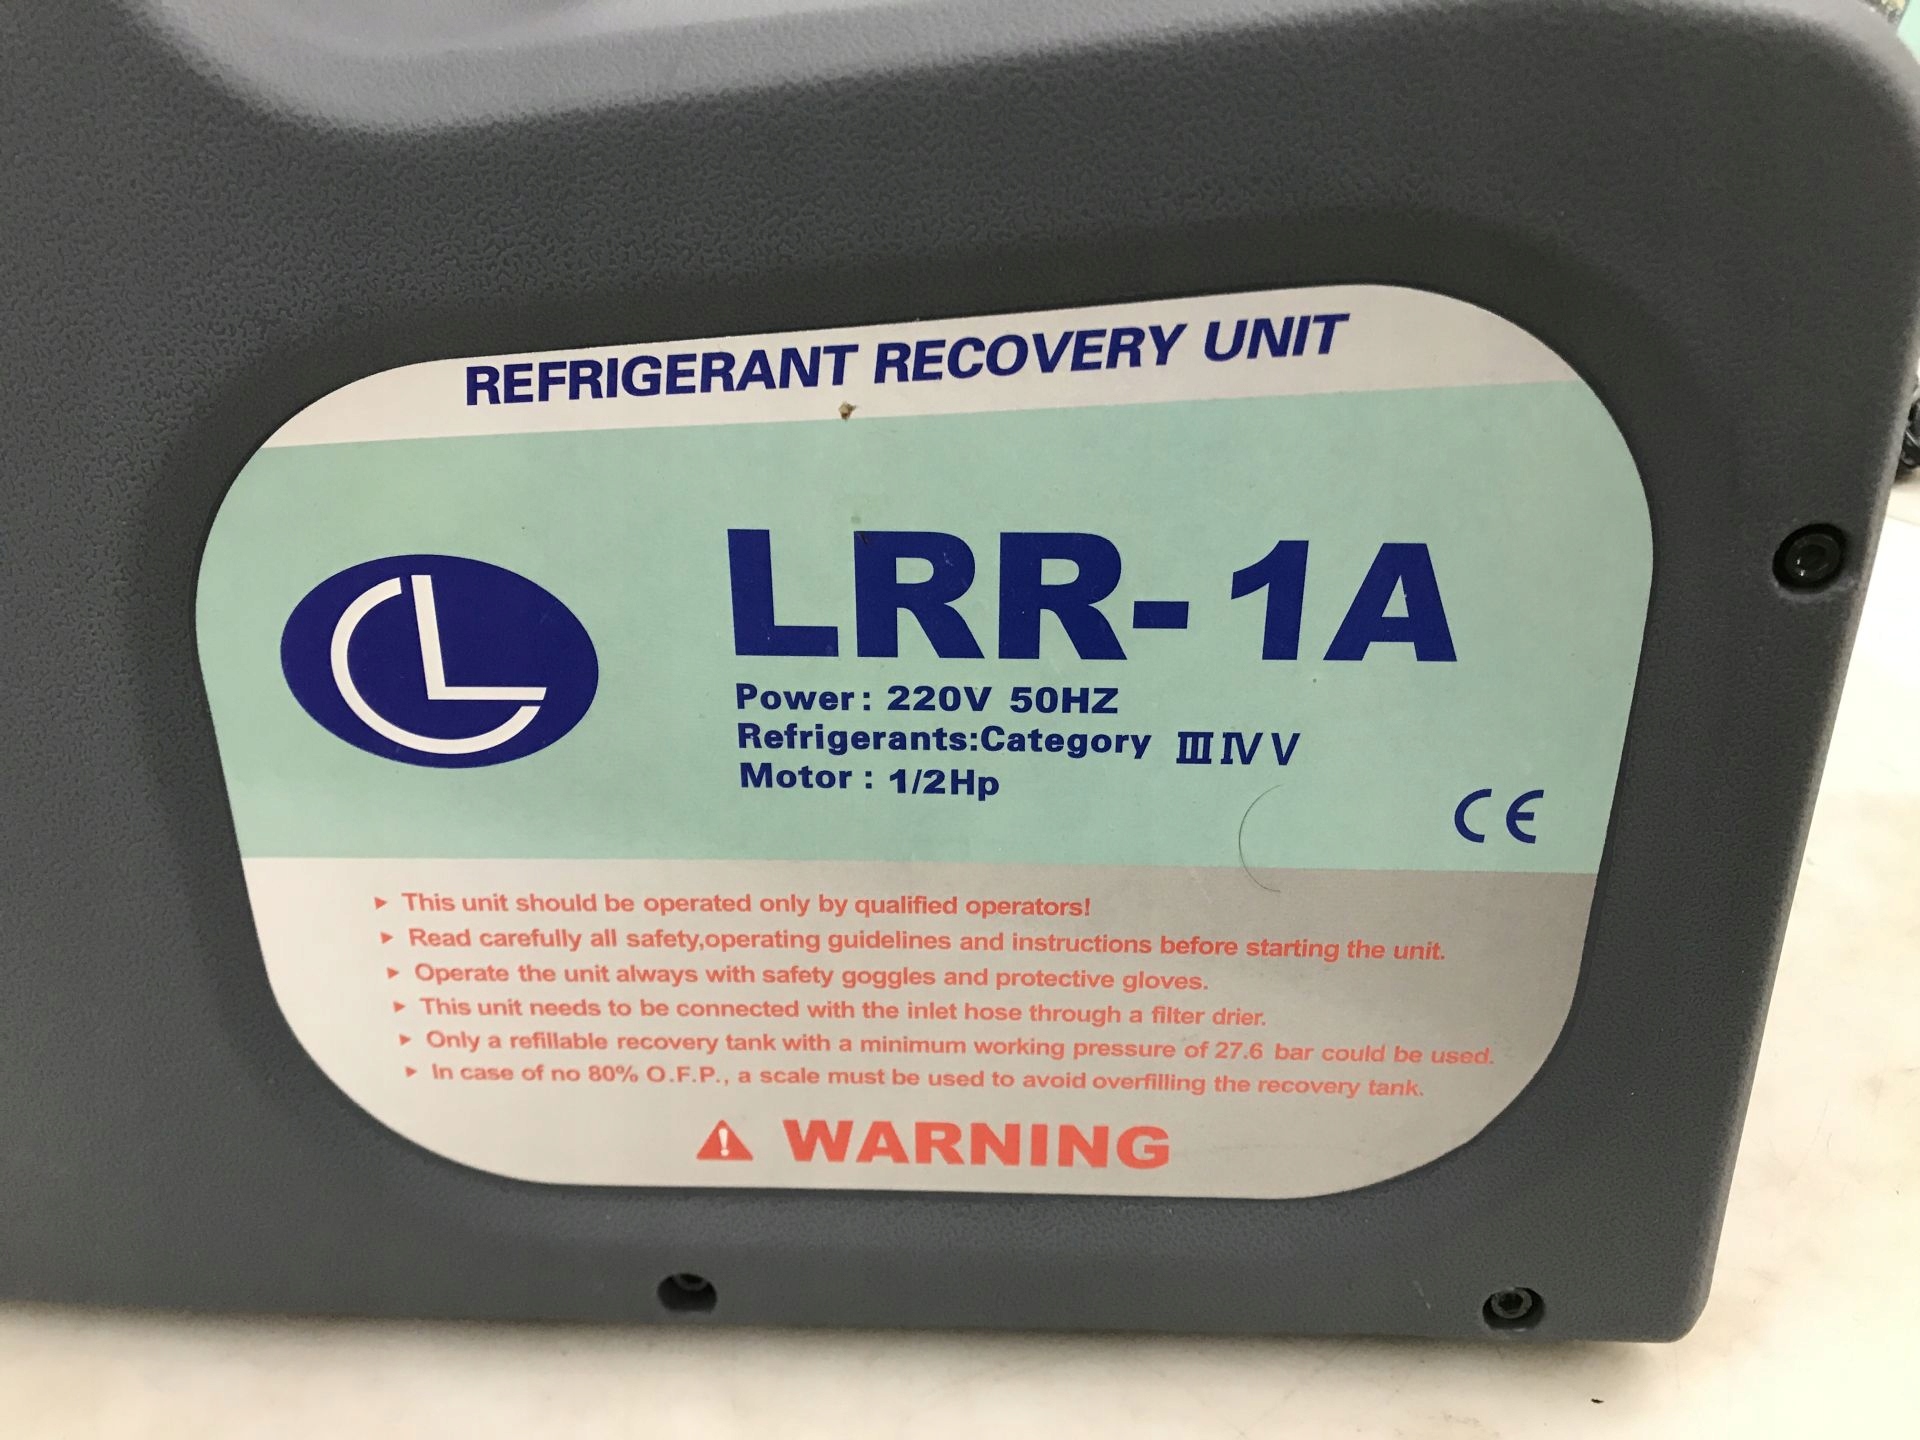 REFRIGERANT RECOVERY UNIT
CL
LRR-1A
Power: 220V 50HZ
Refrigerants:Category Ⅲ Ⅳ Ⅴ
Motor : 1/2Hp
CE
▸ This unit should be operated only by qualified operators!
▸ Read carefully all safety,operating guidelines and instructions before starting the unit.
▸ Operate the unit always with safety goggles and protective gloves.
▸ This unit needs to be connected with the inlet hose through a filter drier.
▸ Only a refillable recovery tank with a minimum working pressure of 27.6 bar could be used.
▸ In case of no 80% O.F.P., a scale must be used to avoid overfilling the recovery tank.
WARNING